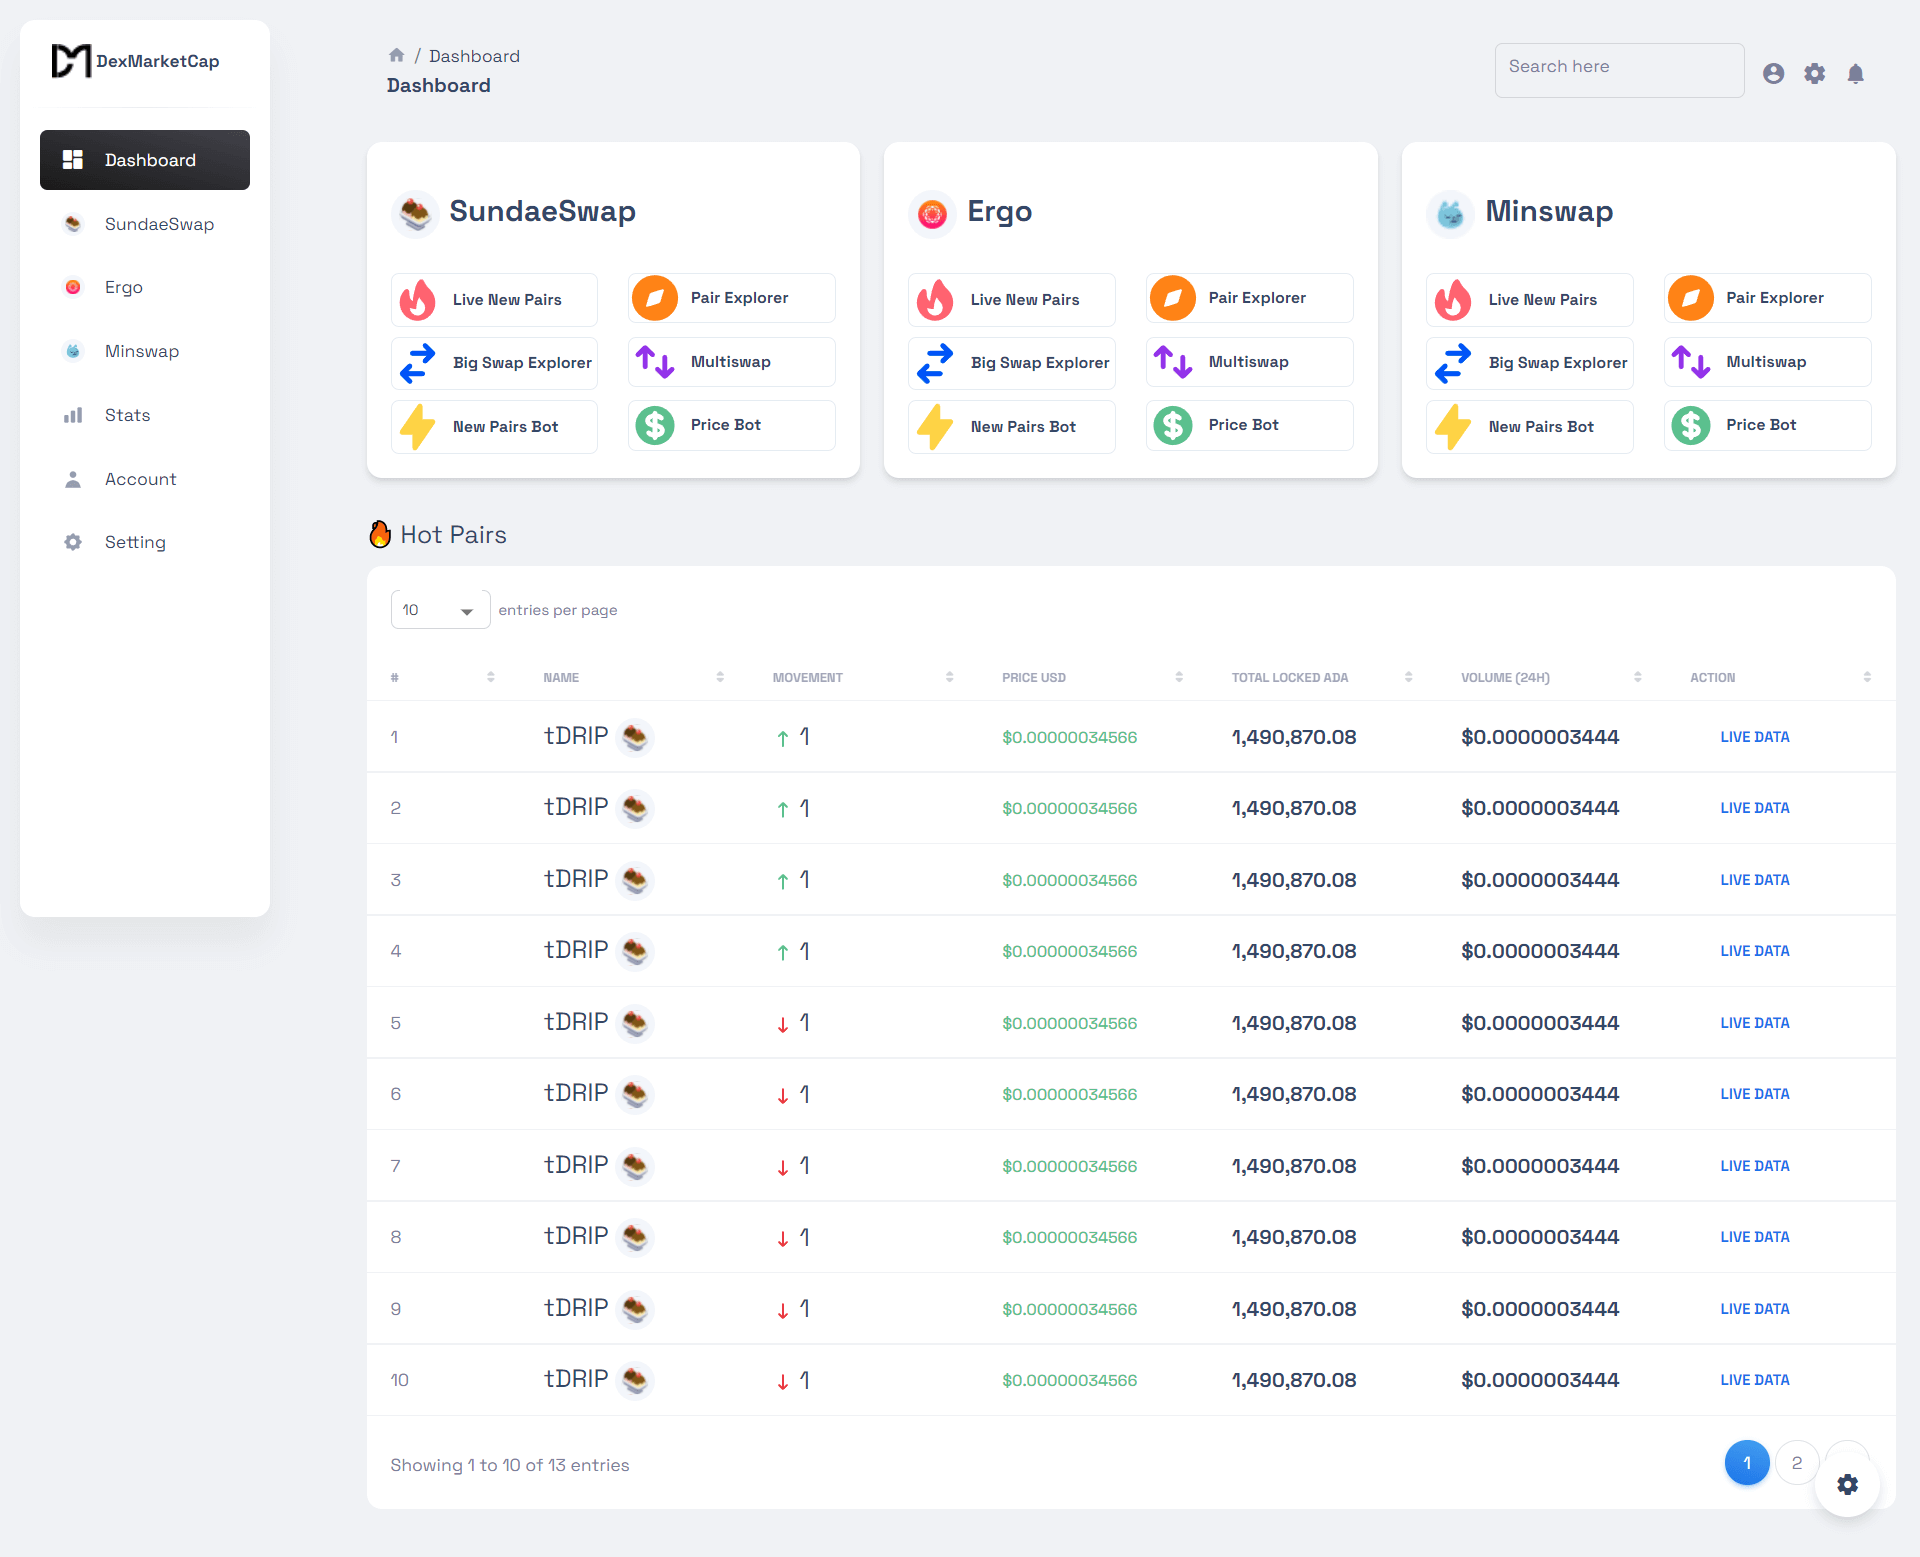 DexMarketCap
Dashboard
SundaeSwap
Ergo
Minswap
Stats
Account
Setting
/ Dashboard
Dashboard
Search here
SundaeSwap
Live New Pairs
Pair Explorer
Big Swap Explorer
Multiswap
New Pairs Bot
Price Bot
Ergo
Live New Pairs
Pair Explorer
Big Swap Explorer
Multiswap
New Pairs Bot
Price Bot
Minswap
Live New Pairs
Pair Explorer
Big Swap Explorer
Multiswap
New Pairs Bot
Price Bot
Hot Pairs
10 entries per page
# NAME MOVEMENT PRICE USD TOTAL LOCKED ADA VOLUME (24H) ACTION
1 tDRIP ↑ 1 $0.00000034566 1,490,870.08 $0.0000003444 LIVE DATA
2 tDRIP ↑ 1 $0.00000034566 1,490,870.08 $0.0000003444 LIVE DATA
3 tDRIP ↑ 1 $0.00000034566 1,490,870.08 $0.0000003444 LIVE DATA
4 tDRIP ↑ 1 $0.00000034566 1,490,870.08 $0.0000003444 LIVE DATA
5 tDRIP ↓ 1 $0.00000034566 1,490,870.08 $0.0000003444 LIVE DATA
6 tDRIP ↓ 1 $0.00000034566 1,490,870.08 $0.0000003444 LIVE DATA
7 tDRIP ↓ 1 $0.00000034566 1,490,870.08 $0.0000003444 LIVE DATA
8 tDRIP ↓ 1 $0.00000034566 1,490,870.08 $0.0000003444 LIVE DATA
9 tDRIP ↓ 1 $0.00000034566 1,490,870.08 $0.0000003444 LIVE DATA
10 tDRIP ↓ 1 $0.00000034566 1,490,870.08 $0.0000003444 LIVE DATA
Showing 1 to 10 of 13 entries
1 2